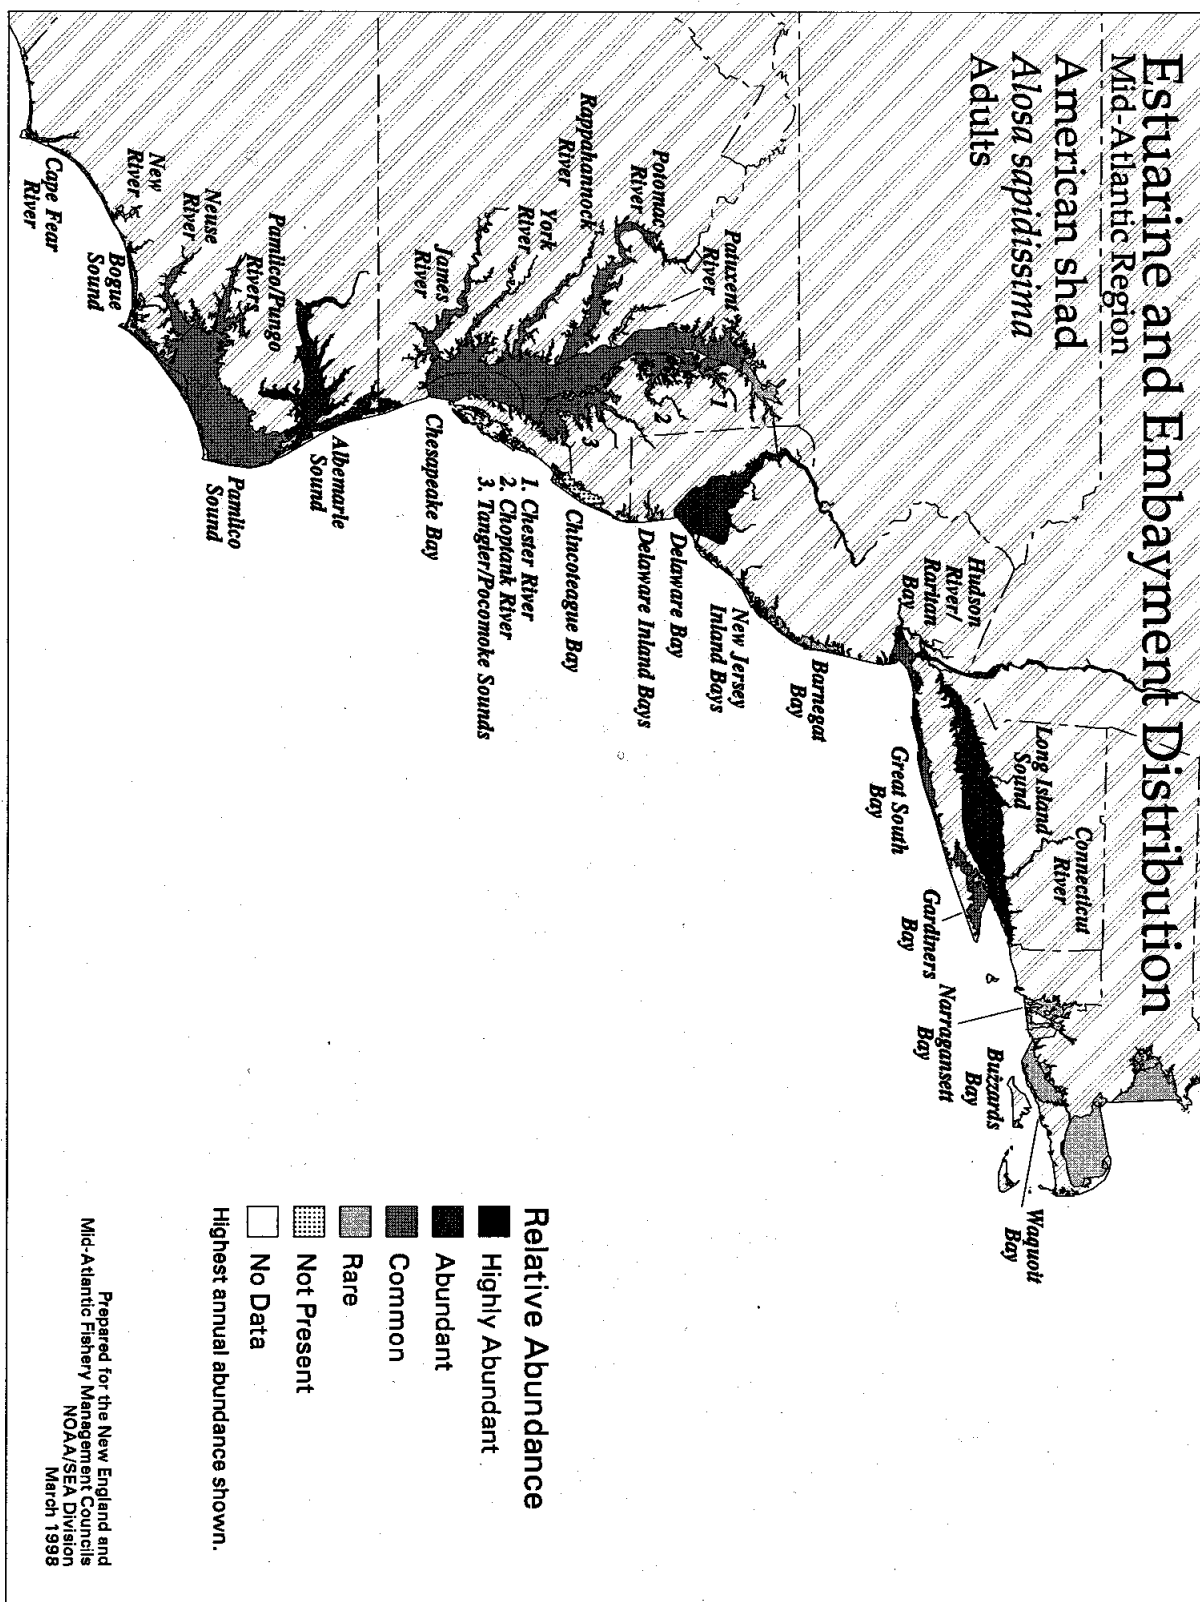 Estuarine and Embayment Distribution
Mid-Atlantic Region
American shad
Alosa sapidissima
Adults
Hudson
River/
Raritan
Bay
Long Island
Sound
Connecticut
River
Great South
Bay
Gardiners
Bay
Narragansett
Bay
Buzzards
Bay
Waquoit
Bay
Barnegat
Bay
New Jersey
Inland Bays
Delaware Bay
Delaware Inland Bays
Chincoteague Bay
Patuxent
River
Potomac
River
Rappahannock
River
York
River
James
River
1
2
3
1. Chester River
2. Choptank River
3. Tangier/Pocomoke Sounds
Chesapeake Bay
Albemarle
Sound
Pamlico
Sound
Pamlico/Pungo
Rivers
Neuse
River
New
River
Bogue
Sound
Cape Fear
River
Relative Abundance
Highly Abundant
Abundant
Common
Rare
Not Present
No Data
Highest annual abundance shown.
Prepared for the New England and
Mid-Atlantic Fishery Management Councils
NOAA/SEA Division
March 1998